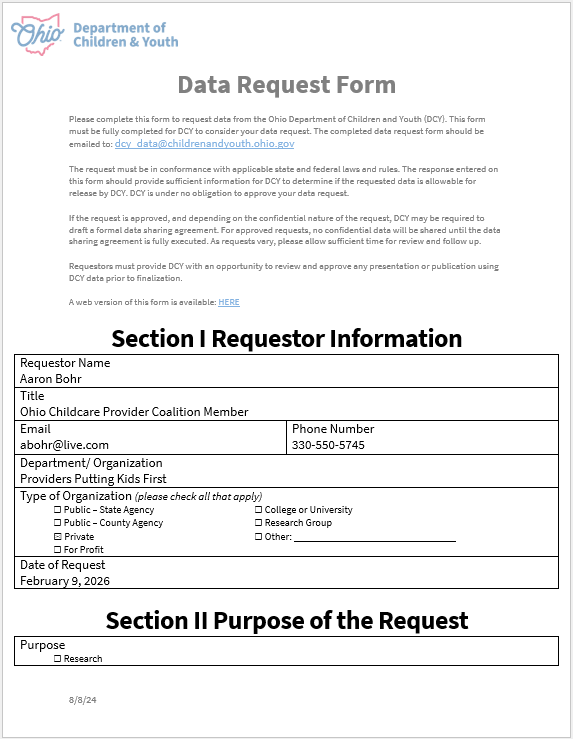 Ohio
Department of
Children & Youth
Data Request Form
Please complete this form to request data from the Ohio Department of Children and Youth (DCY). This form
must be fully completed for DCY to consider your data request. The completed data request form should be
emailed to: dcy_data@childrenandyouth.ohio.gov
The request must be in conformance with applicable state and federal laws and rules. The response entered on
this form should provide sufficient information for DCY to determine if the requested data is allowable for
release by DCY. DCY is under no obligation to approve your data request.
If the request is approved, and depending on the confidential nature of the request, DCY may be required to
draft a formal data sharing agreement. For approved requests, no confidential data will be shared until the data
sharing agreement is fully executed. As requests vary, please allow sufficient time for review and follow up.
Requestors must provide DCY with an opportunity to review and approve any presentation or publication using
DCY data prior to finalization.
A web version of this form is available: HERE
Section I Requestor Information
Requestor Name
Aaron Bohr
Title
Ohio Childcare Provider Coalition Member
Email
abohr@live.com
Phone Number
330-550-5745
Department/ Organization
Providers Putting Kids First
Type of Organization (please check all that apply)
☐ Public – State Agency
☐ Public – County Agency
☒ Private
☐ For Profit
☐ College or University
☐ Research Group
☐ Other:
Date of Request
February 9, 2026
Section II Purpose of the Request
Purpose
☐ Research
8/8/24